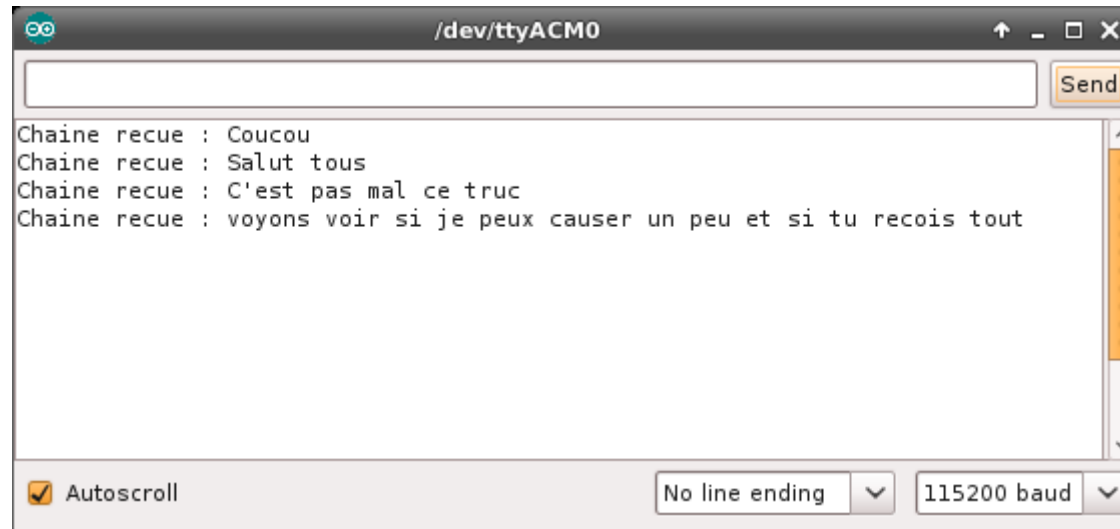 /dev/ttyACM0
Send
Chaine recue : Coucou
Chaine recue : Salut tous
Chaine recue : C'est pas mal ce truc
Chaine recue : voyons voir si je peux causer un peu et si tu recois tout
Autoscroll
No line ending
115200 baud